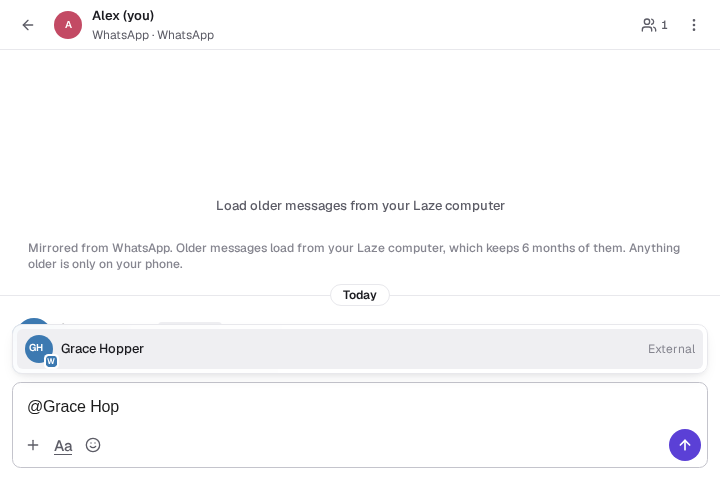 A
Alex (you)
WhatsApp · WhatsApp
1
Load older messages from your Laze computer
Mirrored from WhatsApp. Older messages load from your Laze computer, which keeps 6 months of them. Anything
older is only on your phone.
Today
GH
W
Grace Hopper
External
@Grace Hop
Aa